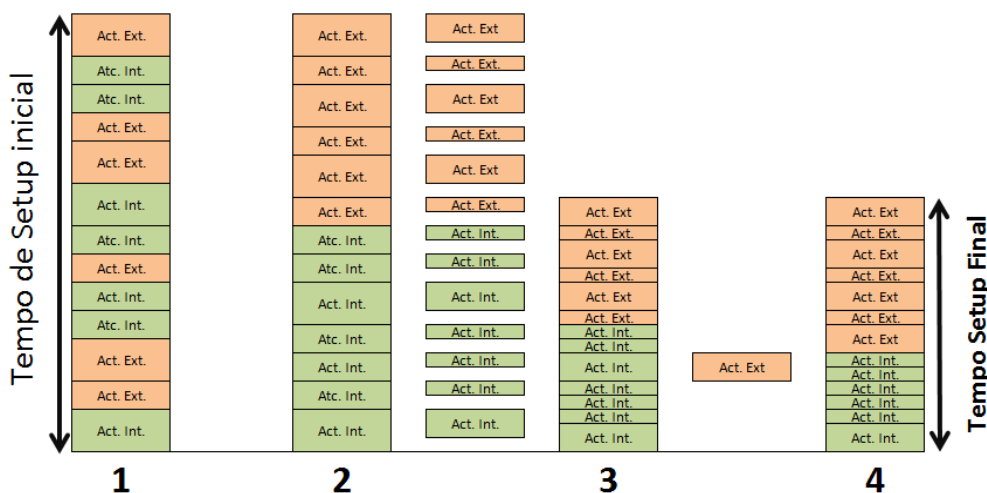 Tempo de Setup inicial
Act. Ext.
Atc. Int.
Atc. Int.
Act. Ext.
Act. Ext.
Act. Int.
Atc. Int.
Act. Ext.
Act. Int.
Atc. Int.
Act. Ext.
Act. Ext.
Act. Int.
1
Act. Ext.
Act. Ext.
Act. Ext.
Act. Ext.
Act. Ext.
Act. Ext.
Atc. Int.
Atc. Int.
Act. Int.
Atc. Int.
Act. Int.
Atc. Int.
Act. Int.
2
Act. Ext
Act. Ext.
Act. Ext
Act. Ext.
Act. Ext
Act. Ext.
Act. Int.
Act. Int.
Act. Int.
Act. Int.
Act. Int.
Act. Int.
Act. Int.
Act. Ext
Act. Ext.
Act. Ext
Act. Ext.
Act. Ext
Act. Ext.
Act. Int.
Act. Int.
Act. Int.
Act. Int.
Act. Int.
Act. Int.
Act. Int.
3
Act. Ext
Act. Ext
Act. Ext.
Act. Ext
Act. Ext.
Act. Ext
Act. Ext.
Act. Ext
Act. Int.
Act. Int.
Act. Int.
Act. Int.
Act. Int.
Act. Int.
4
Tempo Setup Final